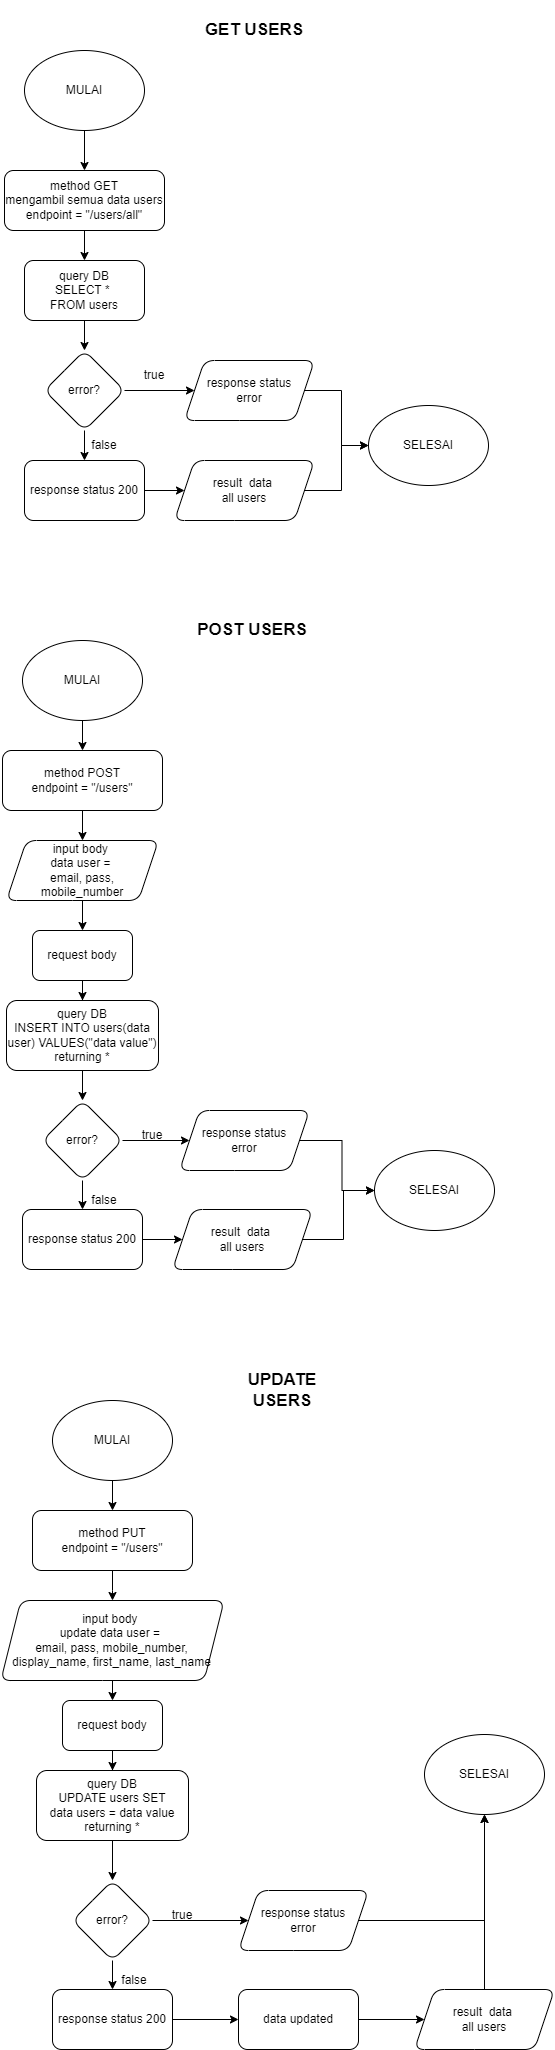 GET USERS
MULAI
method GET
mengambil semua data users
endpoint = "/users/all"
query DB
SELECT *
FROM users
error?
true
response status
error
false
SELESAI
response status 200
result data
all users
POST USERS
MULAI
method POST
endpoint = "/users"
input body
data user =
email, pass,
mobile_number
request body
query DB
INSERT INTO users(data
user) VALUES("data value")
returning *
error?
true
response status
error
false
SELESAI
response status 200
result data
all users
UPDATE
USERS
MULAI
method PUT
endpoint = "/users"
input body
update data user =
email, pass, mobile_number,
display_name, first_name, last_name
request body
SELESAI
query DB
UPDATE users SET
data users = data value
returning *
error?
true
response status
error
false
response status 200
data updated
result data
all users